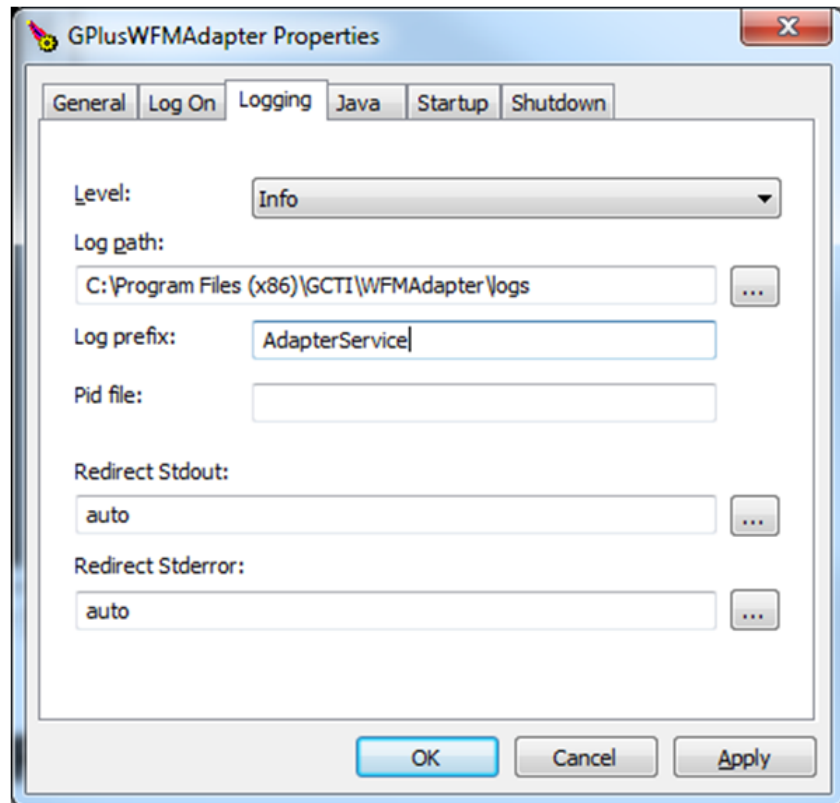 GPlusWFMAdapter Properties
General Log On Logging Java Startup Shutdown
Level: Info
Log path:
C:\Program Files (x86)\GCTI\WFMAdapter\logs ...
Log prefix: AdapterService
Pid file:
Redirect Stdout:
auto ...
Redirect Stderror:
auto ...
OK Cancel Apply